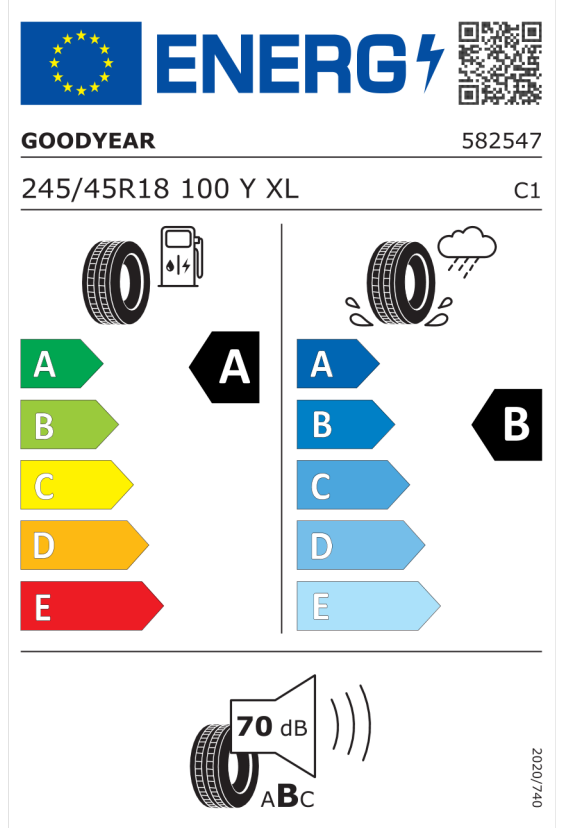 ENERG
GOODYEAR 582547
245/45R18 100 Y XL C1
A A A
B B B
C C
D D
E E
70 dB
ABC
2020/740